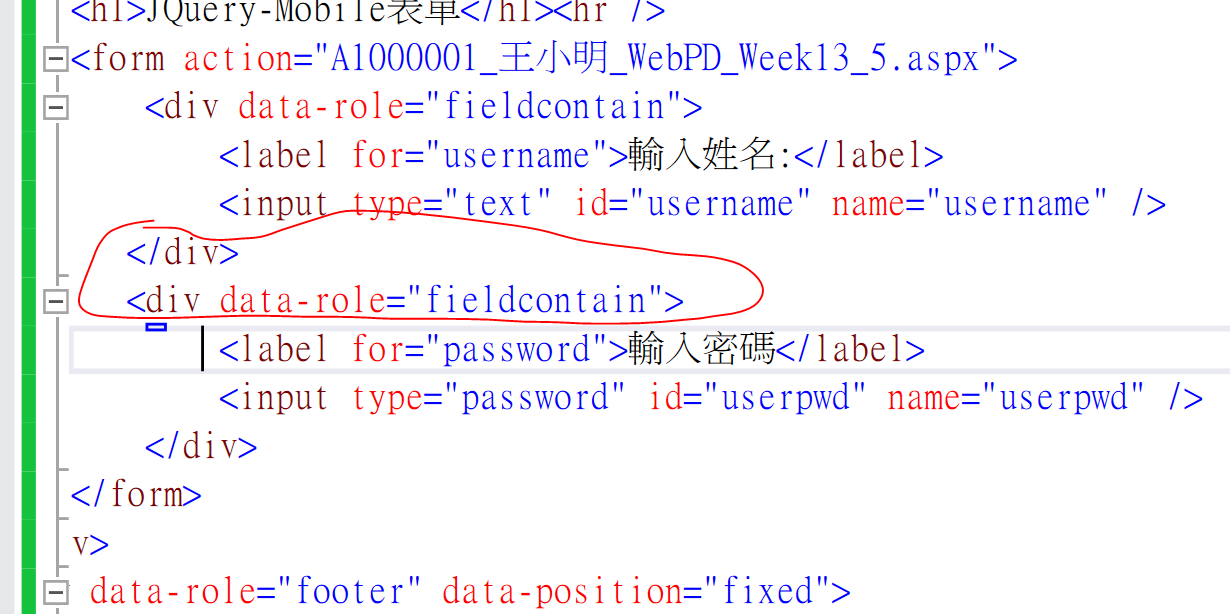 <h1>JQuery-Mobile表單</h1><hr />
<form action="A1000001_王小明_WebPD_Week13_5.aspx">
<div data-role="fieldcontain">
<label for="username">輸入姓名:</label>
<input type="text" id="username" name="username" />
</div>
<div data-role="fieldcontain">
<label for="password">輸入密碼</label>
<input type="password" id="userpwd" name="userpwd" />
</div>
</form>
v>
data-role="footer" data-position="fixed">